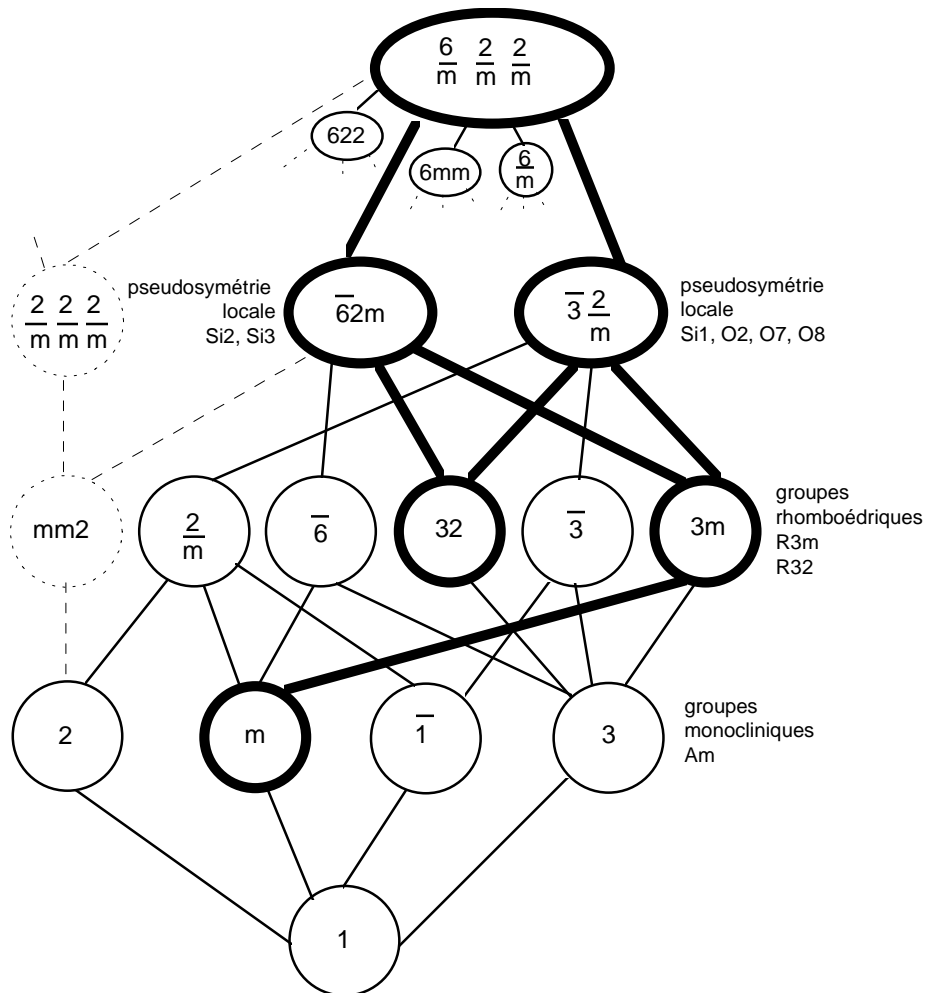 6/m 2/m 2/m
622
6mm
6/m
2/m 2/m 2/m
pseudosymétrie
locale
Si2, Si3
6̅2m
3̅ 2/m
pseudosymétrie
locale
Si1, O2, O7, O8
mm2
2/m
6̅
32
3̅
3m
groupes
rhomboédriques
R3m
R32
2
m
1̅
3
groupes
monocliniques
Am
1